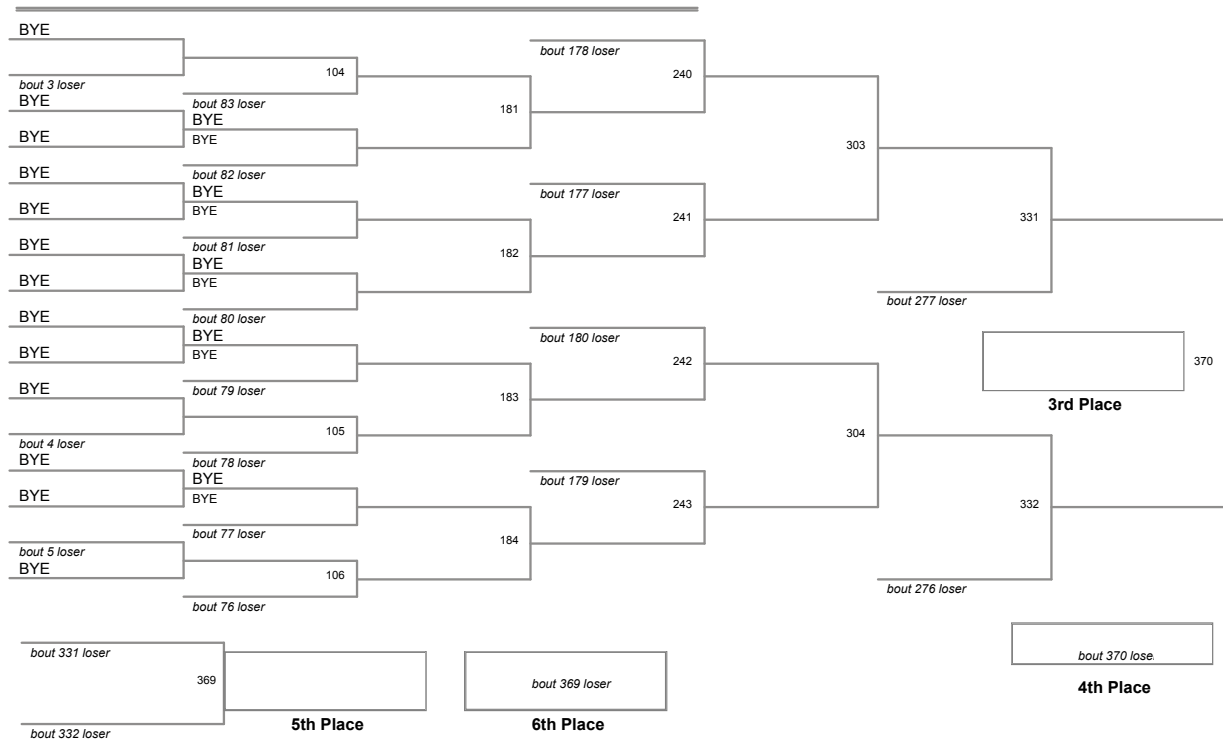 BYE
bout 178 loser
104
240
bout 3 loser
BYE
bout 83 loser
BYE
181
BYE
BYE
303
BYE
bout 82 loser
BYE
bout 177 loser
BYE
BYE
241
331
BYE
bout 81 loser
BYE
182
BYE
BYE
bout 277 loser
BYE
bout 80 loser
BYE
bout 180 loser
BYE
BYE
242
370
BYE
bout 79 loser
183
3rd Place
105
304
bout 4 loser
BYE
bout 78 loser
BYE
bout 179 loser
BYE
BYE
243
332
bout 77 loser
184
bout 5 loser
BYE
106
bout 276 loser
bout 76 loser
bout 331 loser
bout 370 lose
369
bout 369 loser
4th Place
5th Place
6th Place
bout 332 loser